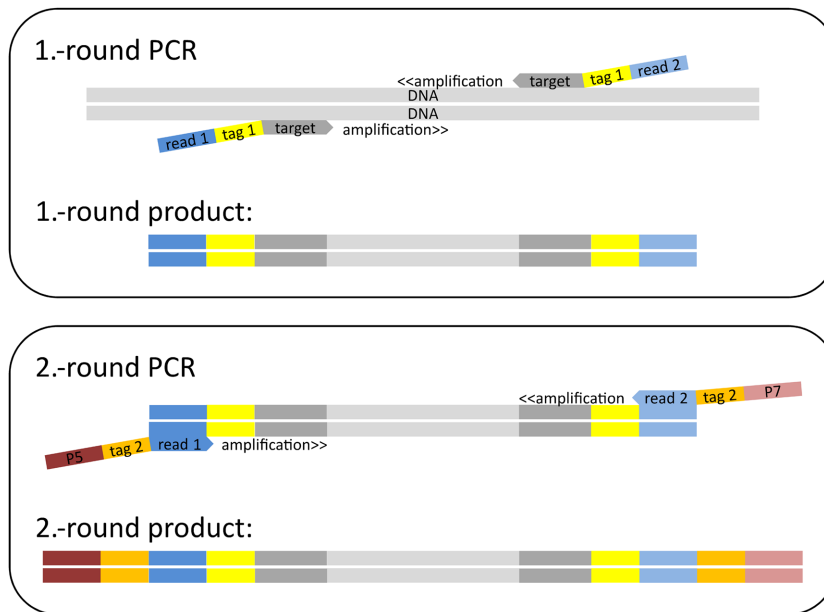 1.-round PCR
<<amplification target tag 1 read 2
DNA
DNA
read 1 tag 1 target amplification>>
1.-round product:
2.-round PCR
<<amplification read 2 tag 2 P7
P5 tag 2 read 1 amplification>>
2.-round product: